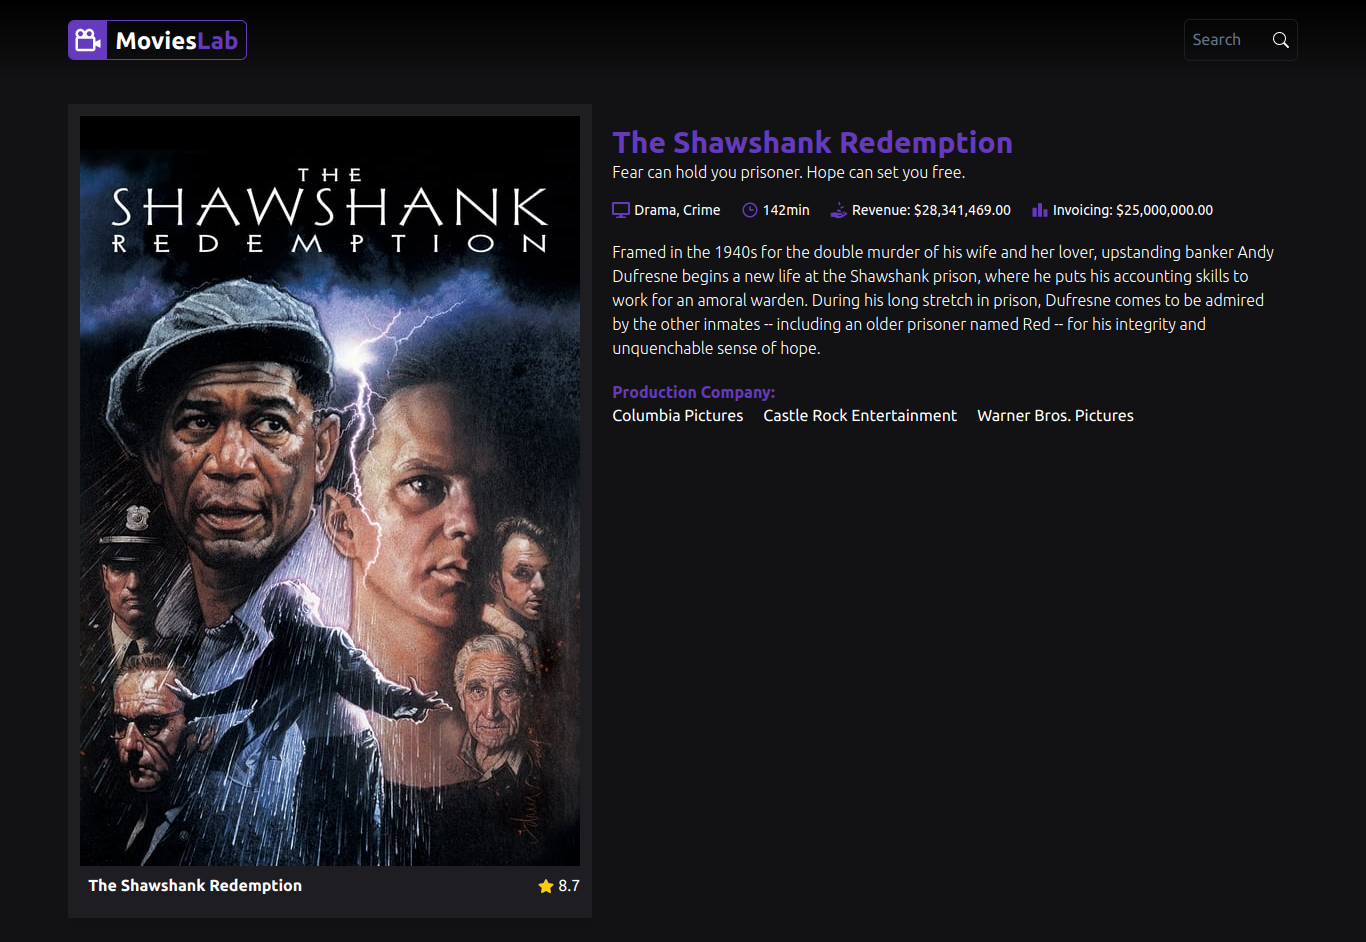 MoviesLab
Search
THE
SHAWSHANK
REDEMPTION
The Shawshank Redemption
8.7
The Shawshank Redemption
Fear can hold you prisoner. Hope can set you free.
Drama, Crime
142min
Revenue: $28,341,469.00
Invoicing: $25,000,000.00
Framed in the 1940s for the double murder of his wife and her lover, upstanding banker Andy
Dufresne begins a new life at the Shawshank prison, where he puts his accounting skills to
work for an amoral warden. During his long stretch in prison, Dufresne comes to be admired
by the other inmates -- including an older prisoner named Red -- for his integrity and
unquenchable sense of hope.
Production Company:
Columbia Pictures
Castle Rock Entertainment
Warner Bros. Pictures